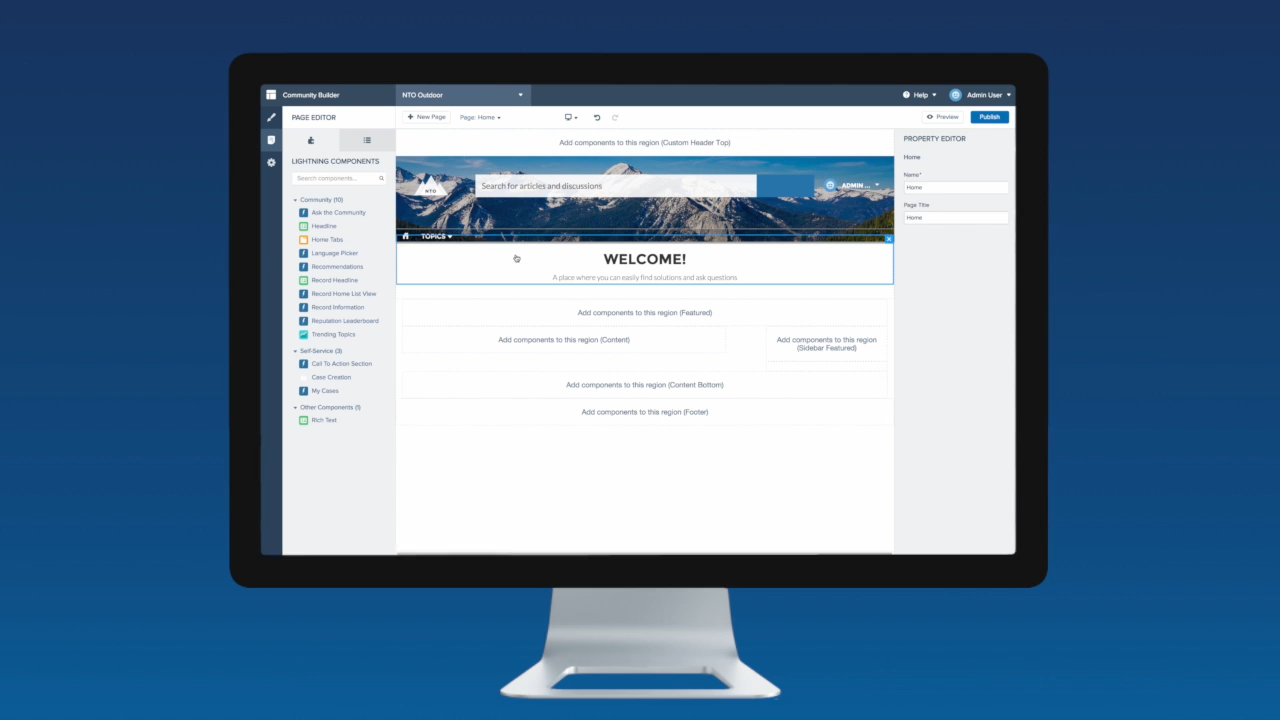 Community Builder
NTO Outdoor
Help
Admin User
PAGE EDITOR
New Page
Page: Home
Preview
Publish
LIGHTNING COMPONENTS
Search components...
Community (10)
Ask the Community
Headline
Home Tabs
Language Picker
Recommendations
Record Headline
Record Home List View
Record Information
Reputation Leaderboard
Trending Topics
Self-Service (3)
Call To Action Section
Case Creation
My Cases
Other Components (1)
Rich Text
Add components to this region (Custom Header Top)
NTO
Search for articles and discussions
ADMIN ...
TOPICS
WELCOME!
A place where you can easily find solutions and ask questions
Add components to this region (Featured)
Add components to this region (Content)
Add components to this region
(Sidebar Featured)
Add components to this region (Content Bottom)
Add components to this region (Footer)
PROPERTY EDITOR
Home
Name*
Home
Page Title
Home